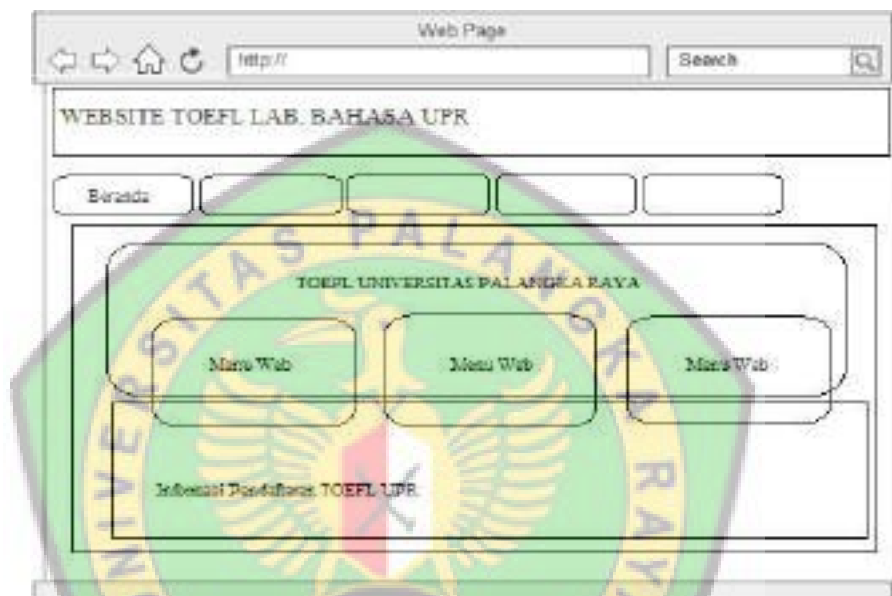 Web Page
http://
Search
WEBSITE TOEFL LAB. BAHASA UPR
Beranda
UNIVERSITAS PALANGKA RAYA
TOEFL UNIVERSITAS PALANGKA RAYA
Menu Web
Menu Web
Menu Web
Informasi Pendaftaran TOEFL UPR